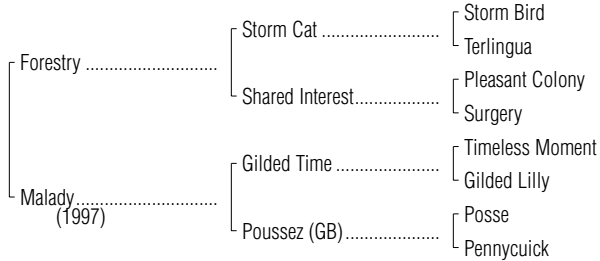 Storm Bird
Storm Cat ......................
Terlingua
Forestry ........................
Pleasant Colony
Shared Interest................
Surgery
Timeless Moment
Gilded Time ...................
Gilded Lilly
Malady..........................
(1997)
Posse
Poussez (GB)..................
Pennycuick